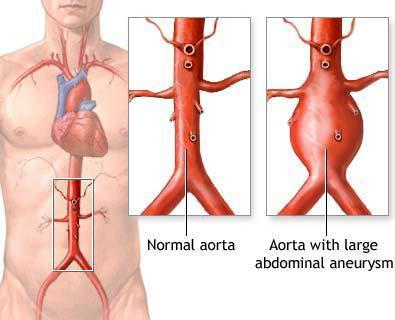 Normal aorta
Aorta with large
abdominal aneurysm